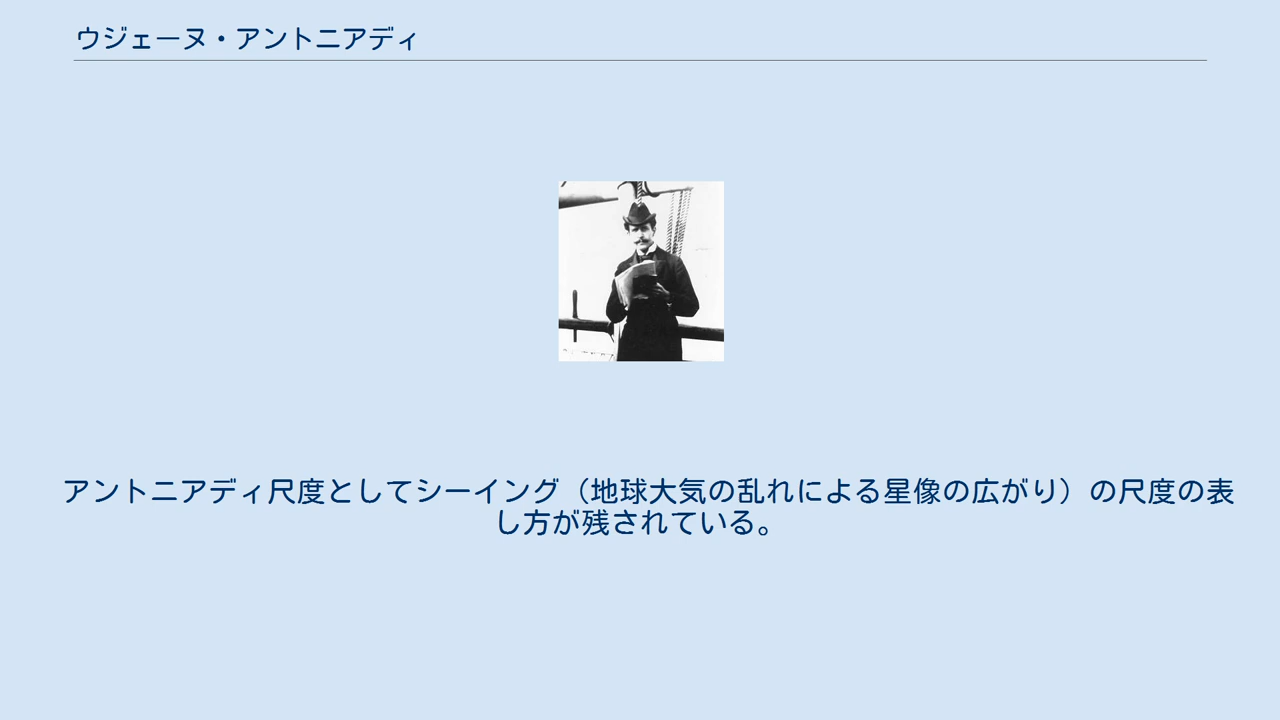 ウジェーヌ・アントニアディ
アントニアディ尺度としてシーイング（地球大気の乱れによる星像の広がり）の尺度の表
し方が残されている。